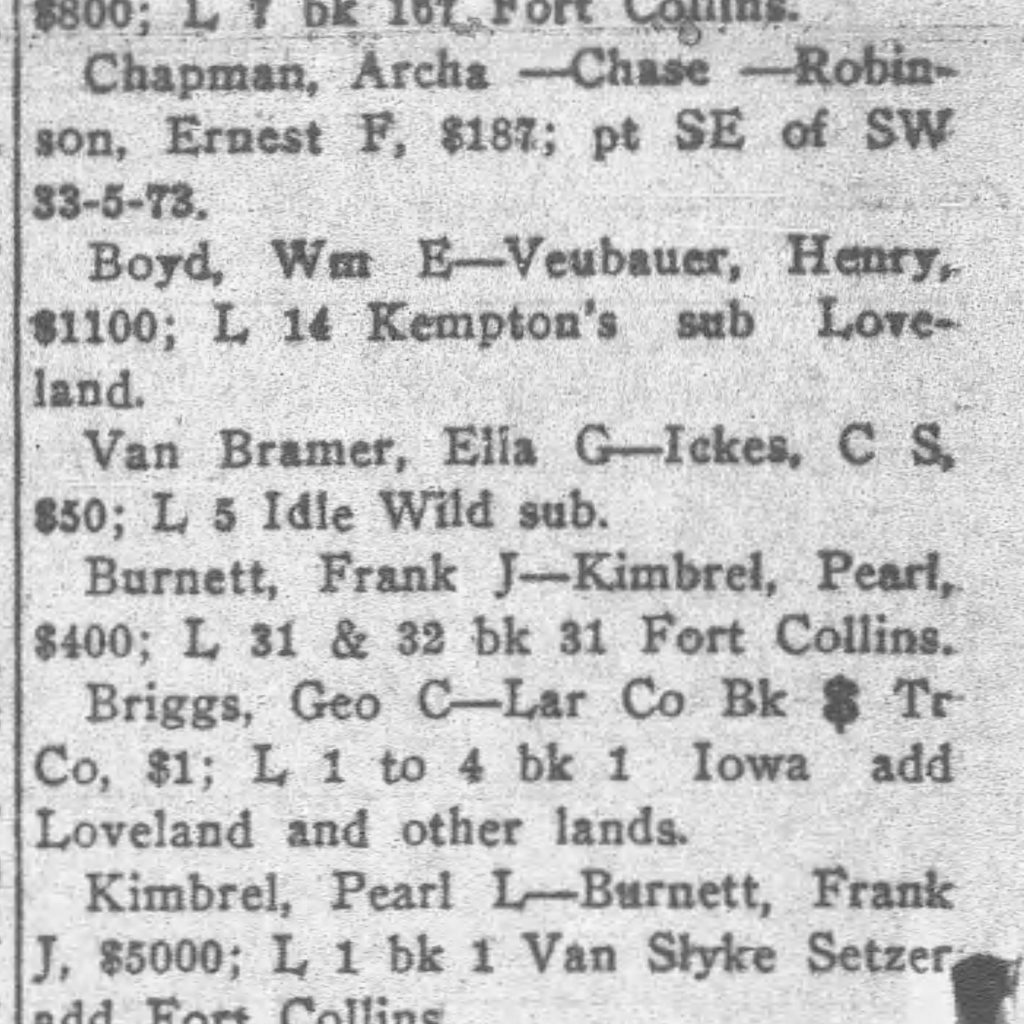 $800; L 7 bk 167 Fort Collins.
Chapman, Archa —Chase —Robin-
son, Ernest F, $187; pt SE of SW
33-5-73.
Boyd, Wm E—Veubauer, Henry,
$1100; L 14 Kempton's sub Love-
land.
Van Bramer, Ella G—Ickes, C S,
$50; L 5 Idle Wild sub.
Burnett, Frank J—Kimbrel, Pearl,
$400; L 31 & 32 bk 31 Fort Collins.
Briggs, Geo C—Lar Co Bk $ Tr
Co, $1; L 1 to 4 bk 1 Iowa add
Loveland and other lands.
Kimbrel, Pearl L—Burnett, Frank
J, $5000; L 1 bk 1 Van Slyke Setzer
add Fort Collins